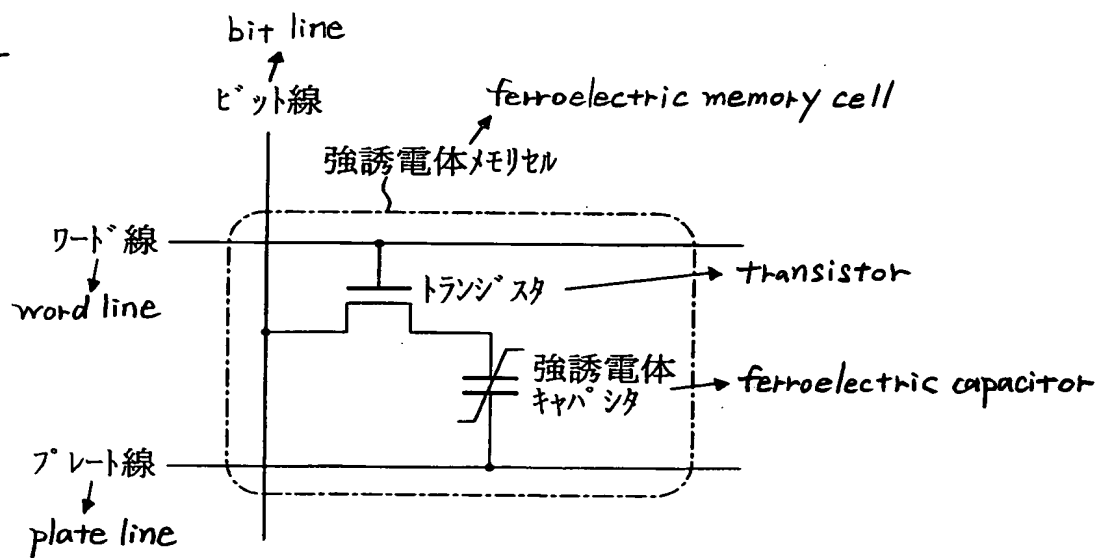 bit line
ビット線
ferroelectric memory cell
強誘電体メモリセル
ワード線
トランジスタ
transistor
word line
強誘電体
キャパシタ
ferroelectric capacitor
プレート線
plate line